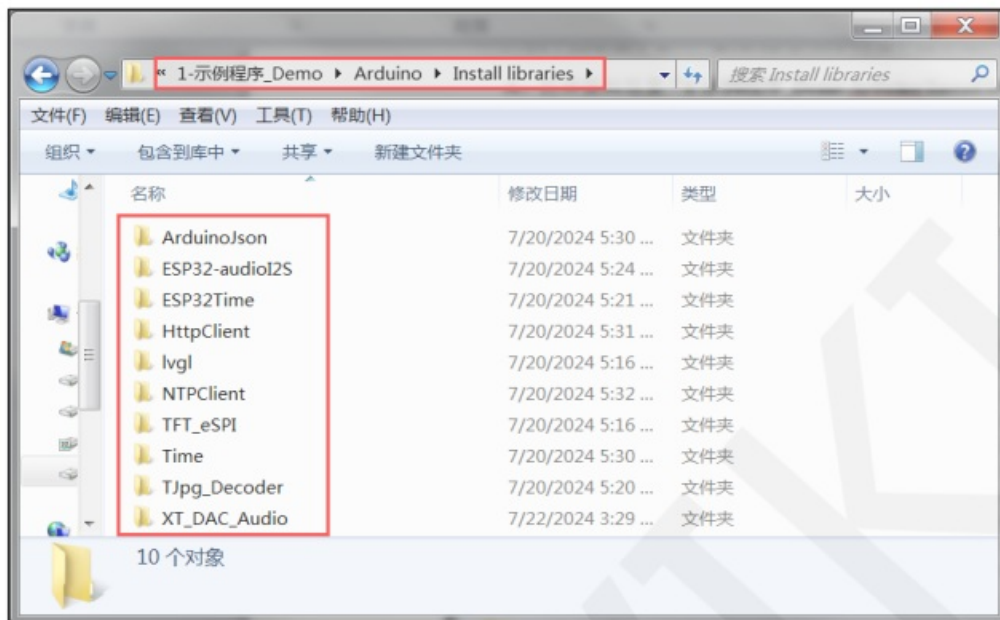 « 1-示例程序_Demo ▸ Arduino ▸ Install libraries ▸ 搜索 Install libraries
文件(F) 编辑(E) 查看(V) 工具(T) 帮助(H)
组织 包含到库中 共享 新建文件夹
名称 修改日期 类型 大小
ArduinoJson 7/20/2024 5:30 ... 文件夹
ESP32-audioI2S 7/20/2024 5:24 ... 文件夹
ESP32Time 7/20/2024 5:21 ... 文件夹
HttpClient 7/20/2024 5:31 ... 文件夹
lvgl 7/20/2024 5:16 ... 文件夹
NTPClient 7/20/2024 5:32 ... 文件夹
TFT_eSPI 7/20/2024 5:16 ... 文件夹
Time 7/20/2024 5:30 ... 文件夹
TJpg_Decoder 7/20/2024 5:20 ... 文件夹
XT_DAC_Audio 7/22/2024 3:29 ... 文件夹
10 个对象